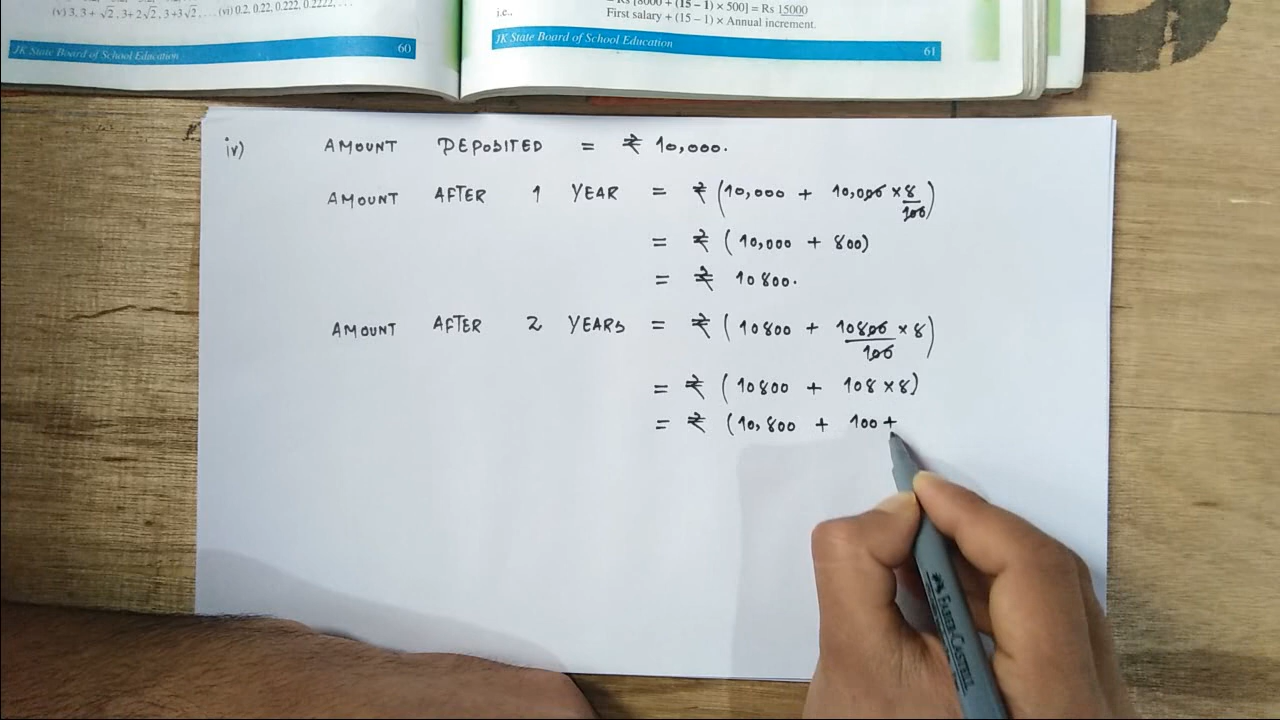 (v) 3, 3 + √2, 3 + 2√2, 3 + 3√2, . . . (vi) 0.2, 0.22, 0.222, 0.2222, . . .
JK State Board of School Education 60
= Rs [8000 + (15 – 1) × 500] = Rs 15000
i.e., First salary + (15 – 1) × Annual increment.
JK State Board of School Education 61
iv) AMOUNT DEPOSITED = ₹ 10,000.
AMOUNT AFTER 1 YEAR = ₹ (10,000 + 10,000 × 8/100)
= ₹ (10,000 + 800)
= ₹ 10800.
AMOUNT AFTER 2 YEARS = ₹ (10800 + 10800/100 × 8)
= ₹ (10800 + 108 × 8)
= ₹ (10,800 + 100 +
FABER-CASTELL